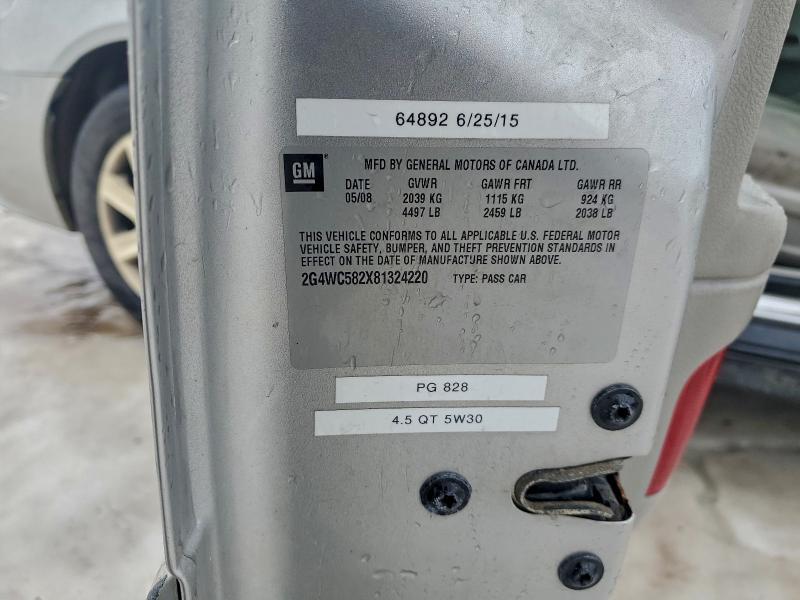 64892 6/25/15
GM®
MFD BY GENERAL MOTORS OF CANADA LTD.
DATE GVWR GAWR FRT GAWR RR
05/08 2039 KG 1115 KG 924 KG
4497 LB 2459 LB 2038 LB
THIS VEHICLE CONFORMS TO ALL APPLICABLE U.S. FEDERAL MOTOR
VEHICLE SAFETY, BUMPER, AND THEFT PREVENTION STANDARDS IN
EFFECT ON THE DATE OF MANUFACTURE SHOWN ABOVE.
2G4WC582X81324220 TYPE: PASS CAR
PG 828
4.5 QT 5W30